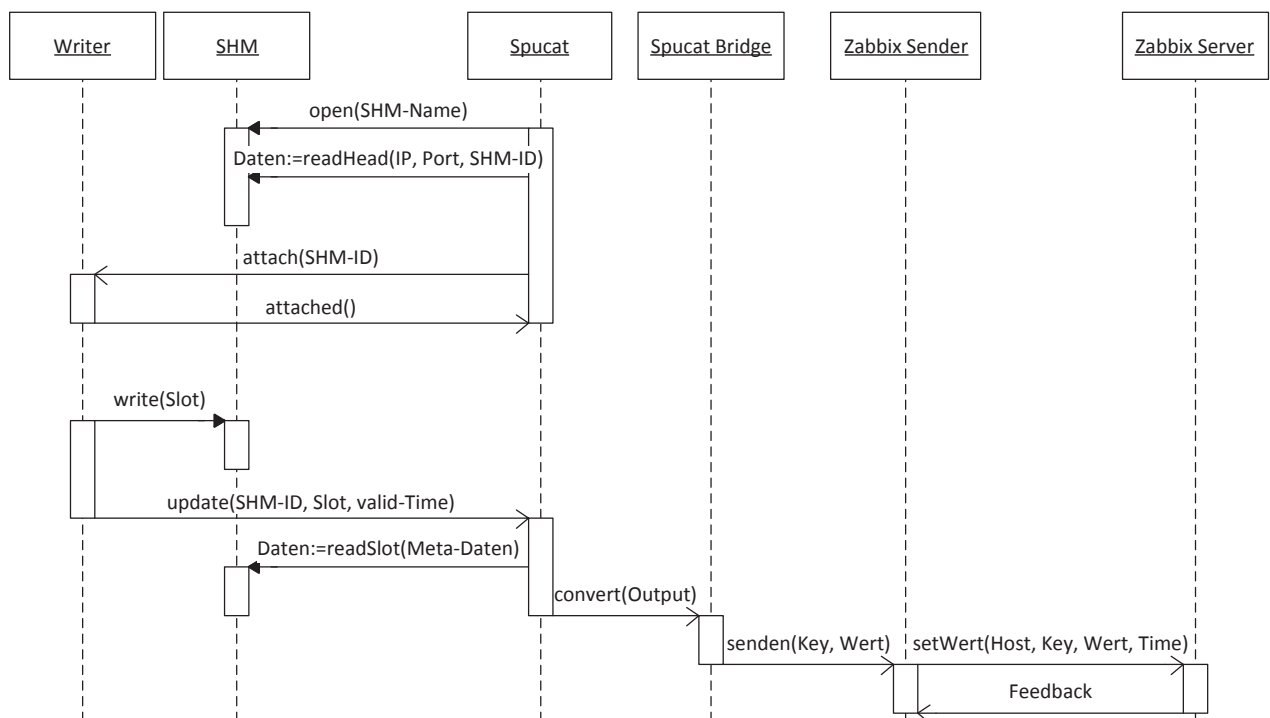 Writer
SHM
Spucat
Spucat Bridge
Zabbix Sender
Zabbix Server
open(SHM-Name)
Daten:=readHead(IP, Port, SHM-ID)
attach(SHM-ID)
attached()
write(Slot)
update(SHM-ID, Slot, valid-Time)
Daten:=readSlot(Meta-Daten)
convert(Output)
senden(Key, Wert)
setWert(Host, Key, Wert, Time)
Feedback